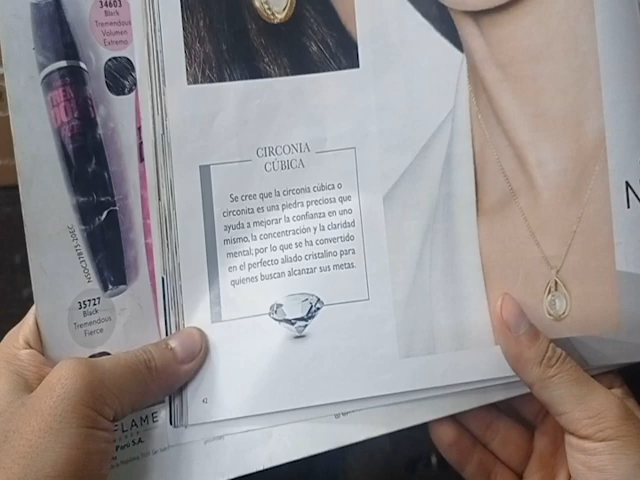 34603
Black
Tremendous
Volumen
Extremo
NSOC17875-20EC
35727
Black
Tremendous
Fierce
CIRCONIA
CÚBICA
Se cree que la circonia cúbica o
circonita es una piedra preciosa que
ayuda a mejorar la confianza en uno
mismo, la concentración y la claridad
mental; por lo que se ha convertido
en el perfecto aliado cristalino para
quienes buscan alcanzar sus metas.
42
FLAME
Perú S.A.